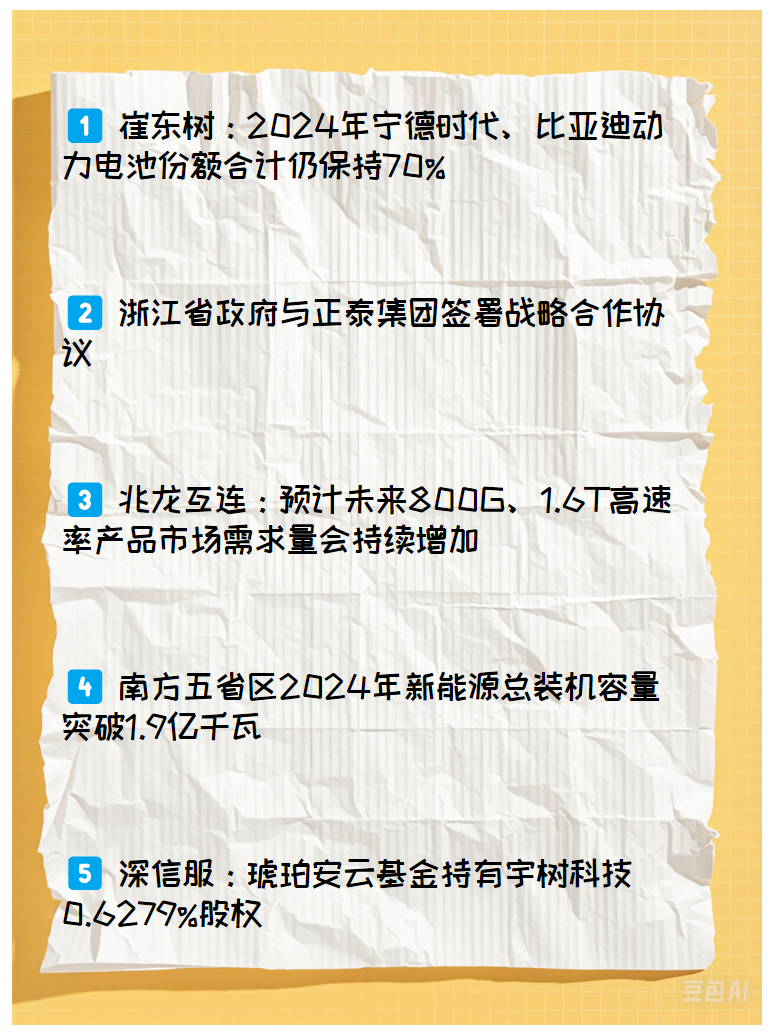 1 崔东树：2024年宁德时代、比亚迪动
力电池份额合计仍保持70%
2 浙江省政府与正泰集团签署战略合作协
议
3 兆龙互连：预计未来800G、1.6T高速
率产品市场需求量会持续增加
4 南方五省区2024年新能源总装机容量
突破1.9亿千瓦
5 深信服：琥珀安云基金持有宇树科技
0.6279%股权
豆包AI